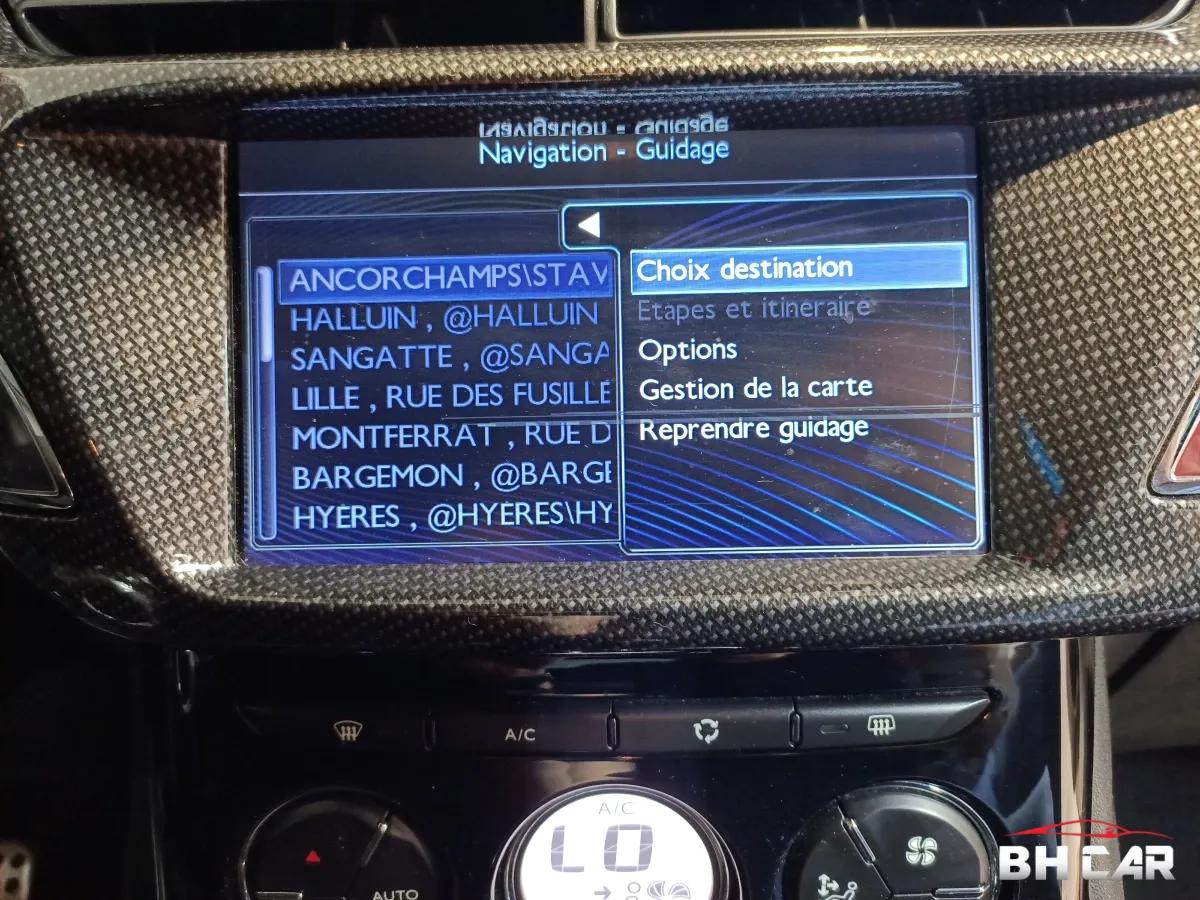 Navigation - Guidage
ANCORCHAMPS\STAV
HALLUIN , @HALLUIN
SANGATTE , @SANGA
LILLE , RUE DES FUSILLE
MONTFERRAT , RUE D
BARGEMON , @BARGE
HYERES , @HYERES\HY
Choix destination
Etapes et itineraire
Options
Gestion de la carte
Reprendre guidage
A/C
A/C
LO
AUTO
BHCAR